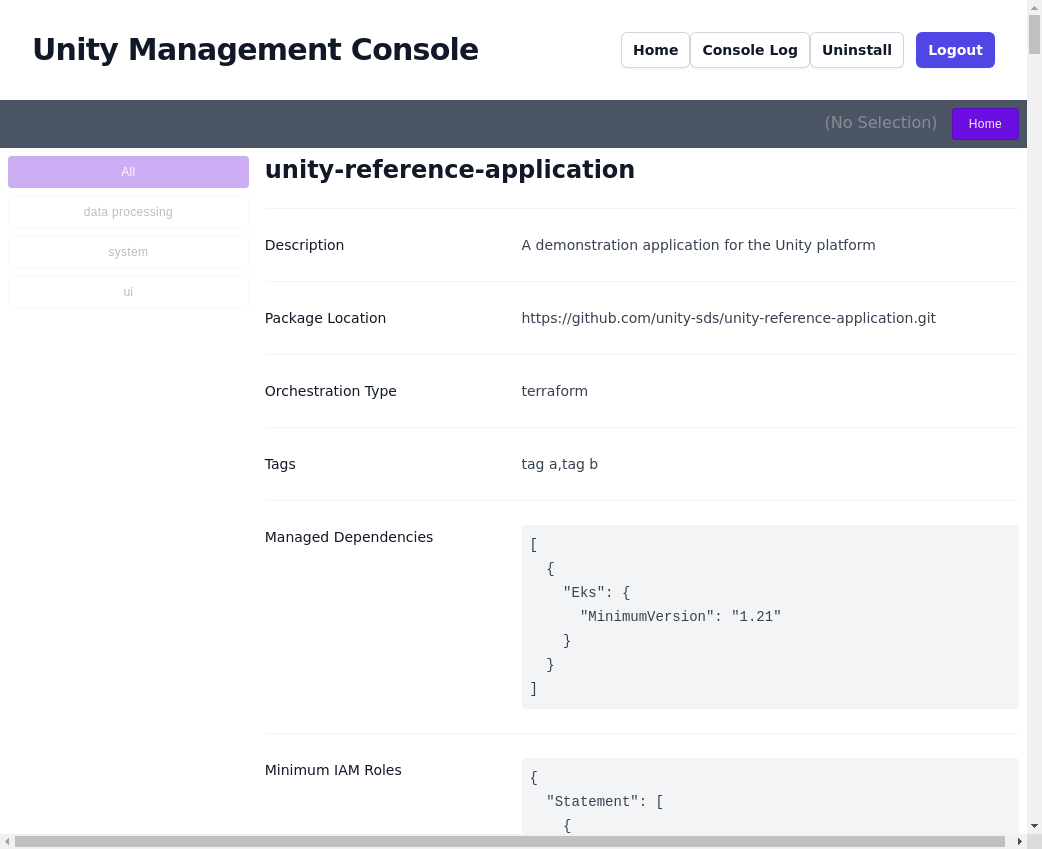 Unity Management Console
Home
Console Log
Uninstall
Logout
(No Selection)
Home
All
data processing
system
ui
unity-reference-application
Description
A demonstration application for the Unity platform
Package Location
https://github.com/unity-sds/unity-reference-application.git
Orchestration Type
terraform
Tags
tag a,tag b
Managed Dependencies
[
  {
    "Eks": {
      "MinimumVersion": "1.21"
    }
  }
]
Minimum IAM Roles
{
  "Statement": [
    {